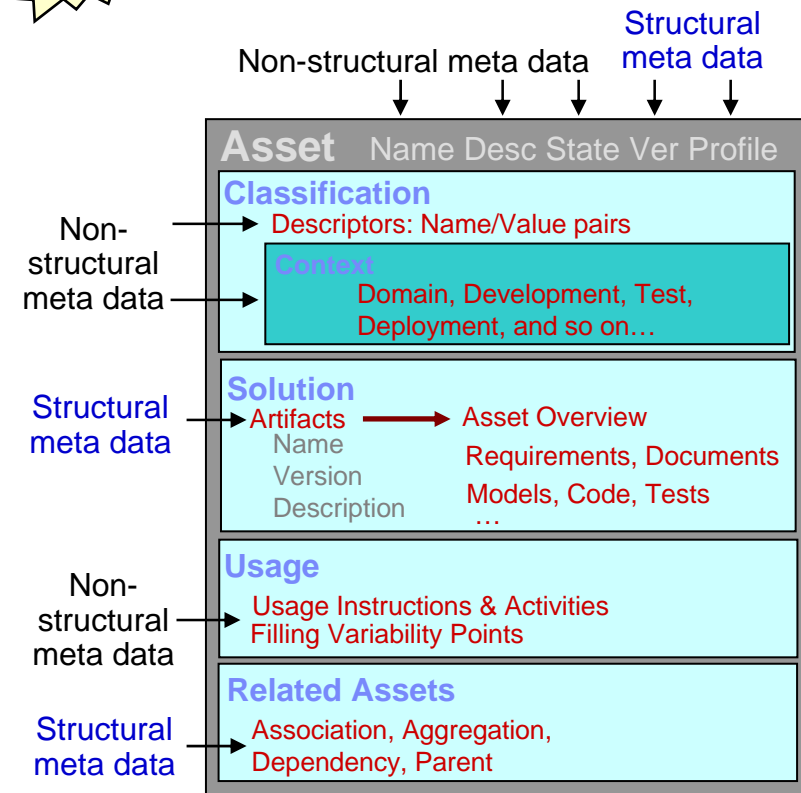 Structural
meta data
Non-structural meta data
Asset Name Desc State Ver Profile
Classification
Descriptors: Name/Value pairs
Non-
structural
meta data
Context
Domain, Development, Test,
Deployment, and so on…
Solution
Structural
meta data
Artifacts
Name
Version
Description
Asset Overview
Requirements, Documents
Models, Code, Tests
…
Usage
Non-
structural
meta data
Usage Instructions & Activities
Filling Variability Points
Related Assets
Structural
meta data
Association, Aggregation,
Dependency, Parent